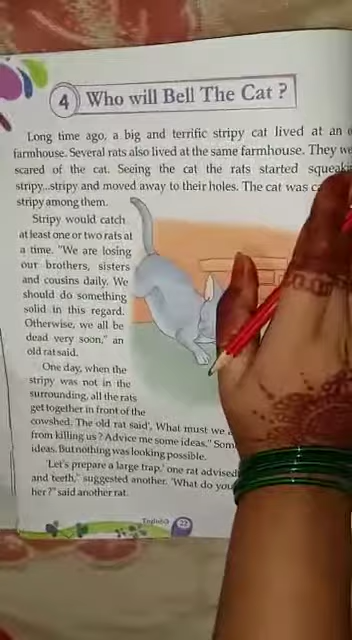 4 Who will Bell The Cat ?
Long time ago, a big and terrific stripy cat lived at an
farmhouse. Several rats also lived at the same farmhouse. They
scared of the cat. Seeing the cat the rats started
stripy...stripy and moved away to their holes. The cat was
stripy among them.
Stripy would catch
at least one or two rats at
a time. "We are losing
our brothers, sisters
and cousins daily. We
should do something
solid in this regard.
Otherwise, we all be
dead very soon," an
old rat said.
One day, when the
stripy was not in the
surrounding, all the rats
get together in front of the
cowshed. The old rat said', What must we
from killing us? Advice me some ideas."
ideas. But nothing was looking possible.
'Let's prepare a large trap,' one rat advised
and teeth," suggested another. 'What do you
her?" said another rat.
English-3 22